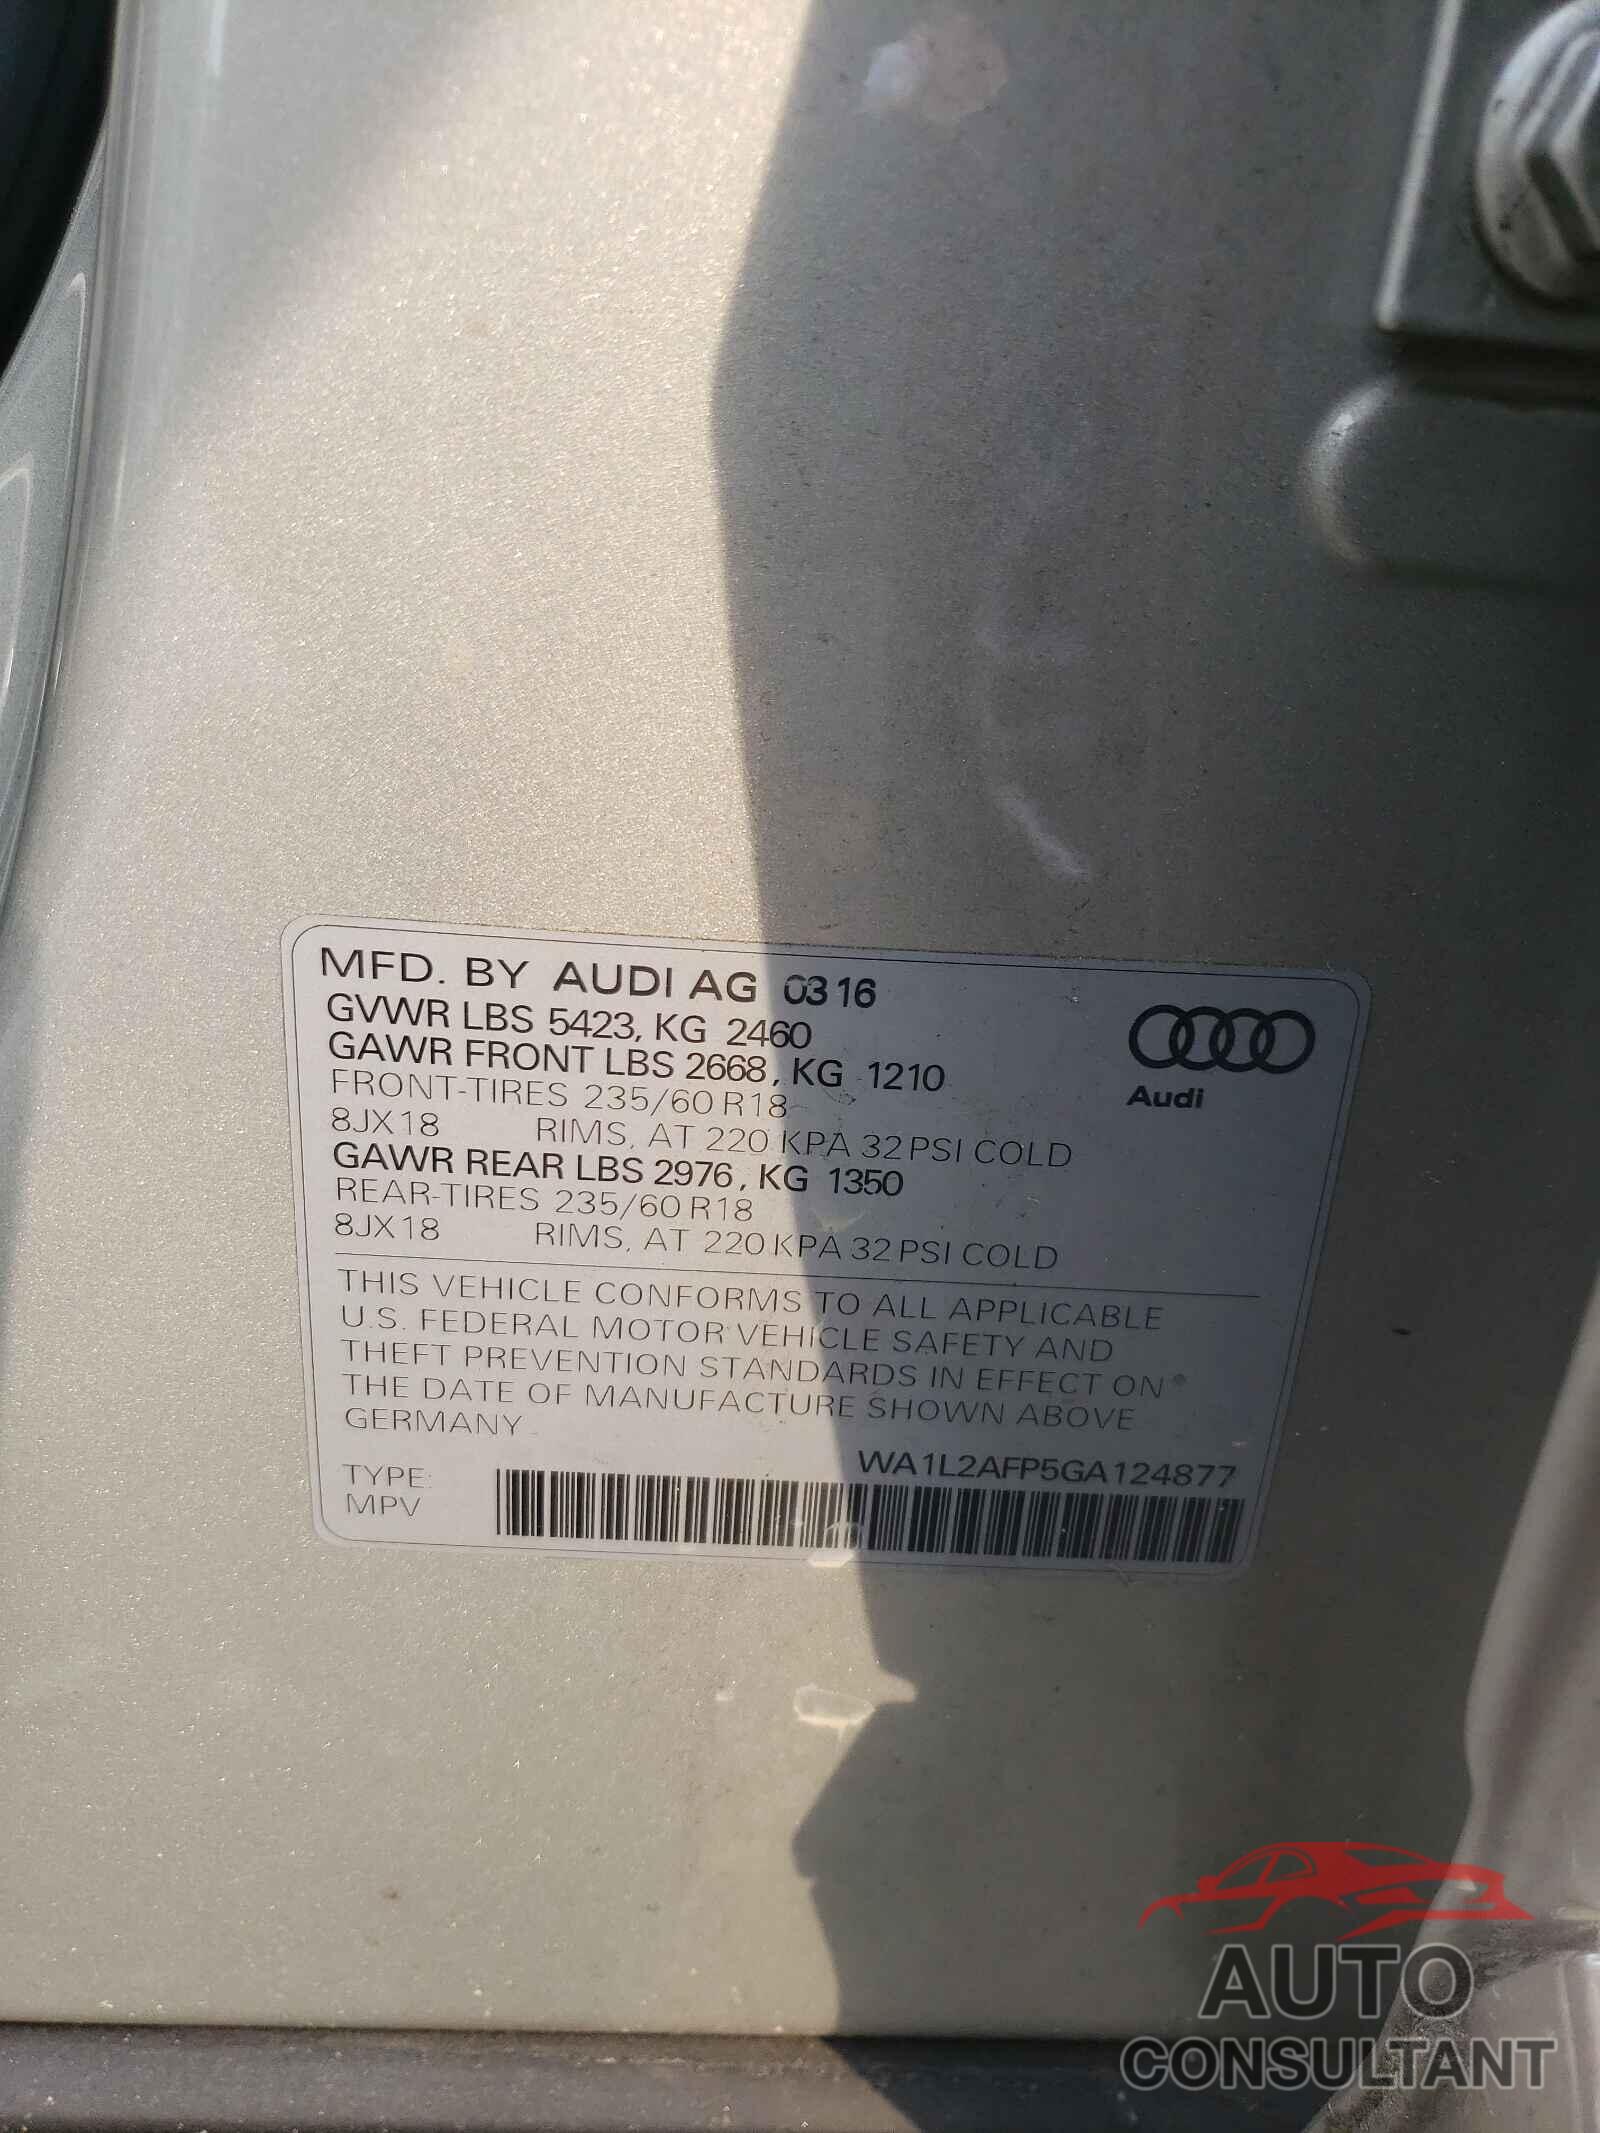 MFD. BY AUDI AG 0316
GVWR LBS 5423, KG 2460
GAWR FRONT LBS 2668, KG 1210
FRONT-TIRES 235/60 R18
8JX18 RIMS, AT 220 KPA 32 PSI COLD
GAWR REAR LBS 2976, KG 1350
REAR-TIRES 235/60 R18
8JX18 RIMS, AT 220 KPA 32 PSI COLD
Audi
THIS VEHICLE CONFORMS TO ALL APPLICABLE
U.S. FEDERAL MOTOR VEHICLE SAFETY AND
THEFT PREVENTION STANDARDS IN EFFECT ON
THE DATE OF MANUFACTURE SHOWN ABOVE
GERMANY
WA1L2AFP5GA124877
TYPE:
MPV
AUTO
CONSULTANT